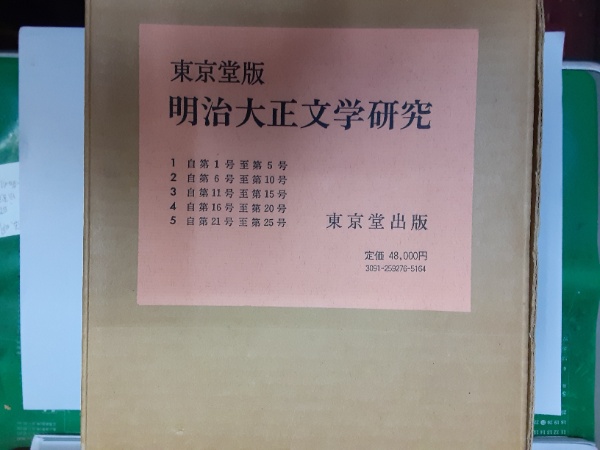 東京堂版
明治大正文学研究
1 自第1号至第5号
2 自第6号至第10号
3 自第11号至第15号
4 自第16号至第20号
5 自第21号至第25号
東京堂出版
定価 48,000円
3091-259276-5164